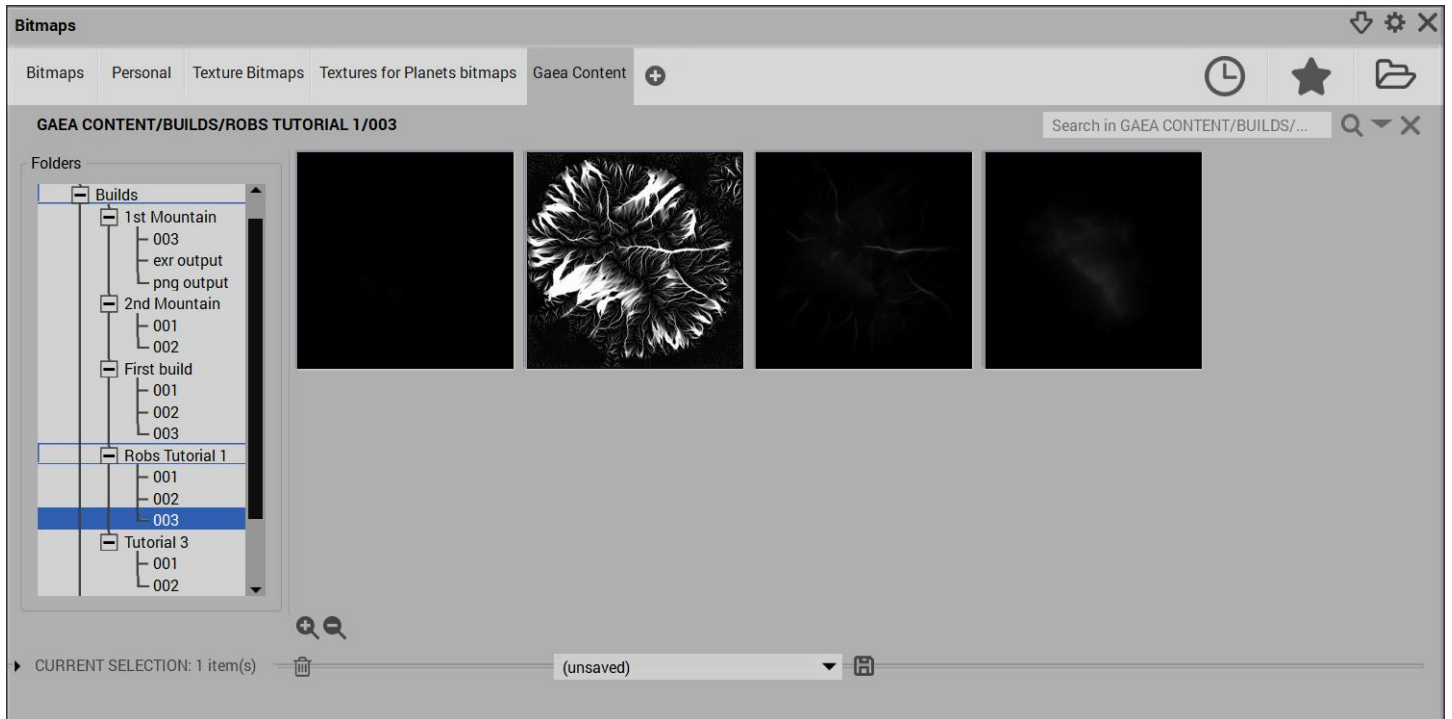 Bitmaps
Bitmaps Personal Texture Bitmaps Textures for Planets bitmaps Gaea Content
GAEA CONTENT/BUILDS/ROBS TUTORIAL 1/003
Search in GAEA CONTENT/BUILDS/...
Folders
Builds
1st Mountain
003
exr output
png output
2nd Mountain
001
002
First build
001
002
003
Robs Tutorial 1
001
002
003
Tutorial 3
001
002
CURRENT SELECTION: 1 item(s)
(unsaved)